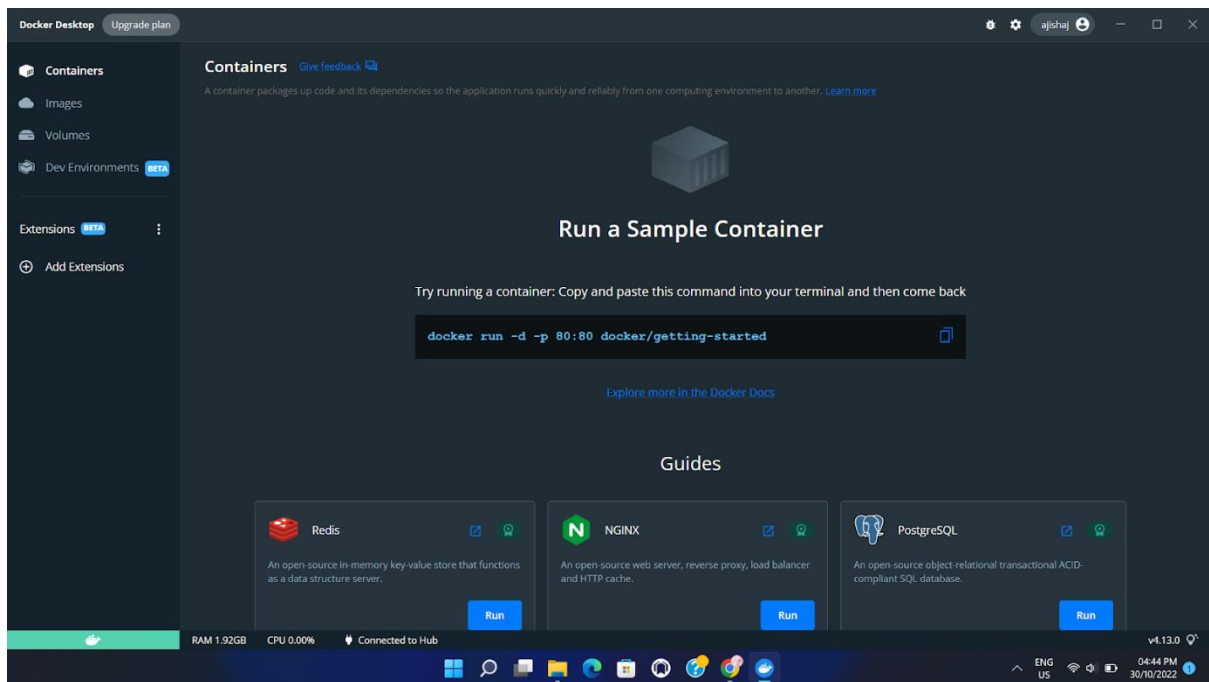 Docker Desktop Upgrade plan ajishaj
Containers
Images
Volumes
Dev Environments BETA
Extensions BETA
Add Extensions
Containers Give feedback
A container packages up code and its dependencies so the application runs quickly and reliably from one computing environment to another. Learn more
Run a Sample Container
Try running a container: Copy and paste this command into your terminal and then come back
docker run -d -p 80:80 docker/getting-started
Explore more in the Docker Docs
Guides
Redis
An open-source in-memory key-value store that functions
as a data structure server.
Run
NGINX
An open-source web server, reverse proxy, load balancer
and HTTP cache.
Run
PostgreSQL
An open-source object-relational transactional ACID-
compliant SQL database.
Run
RAM 1.92GB CPU 0.00% Connected to Hub v4.13.0
ENG
US
04:44 PM
30/10/2022
1